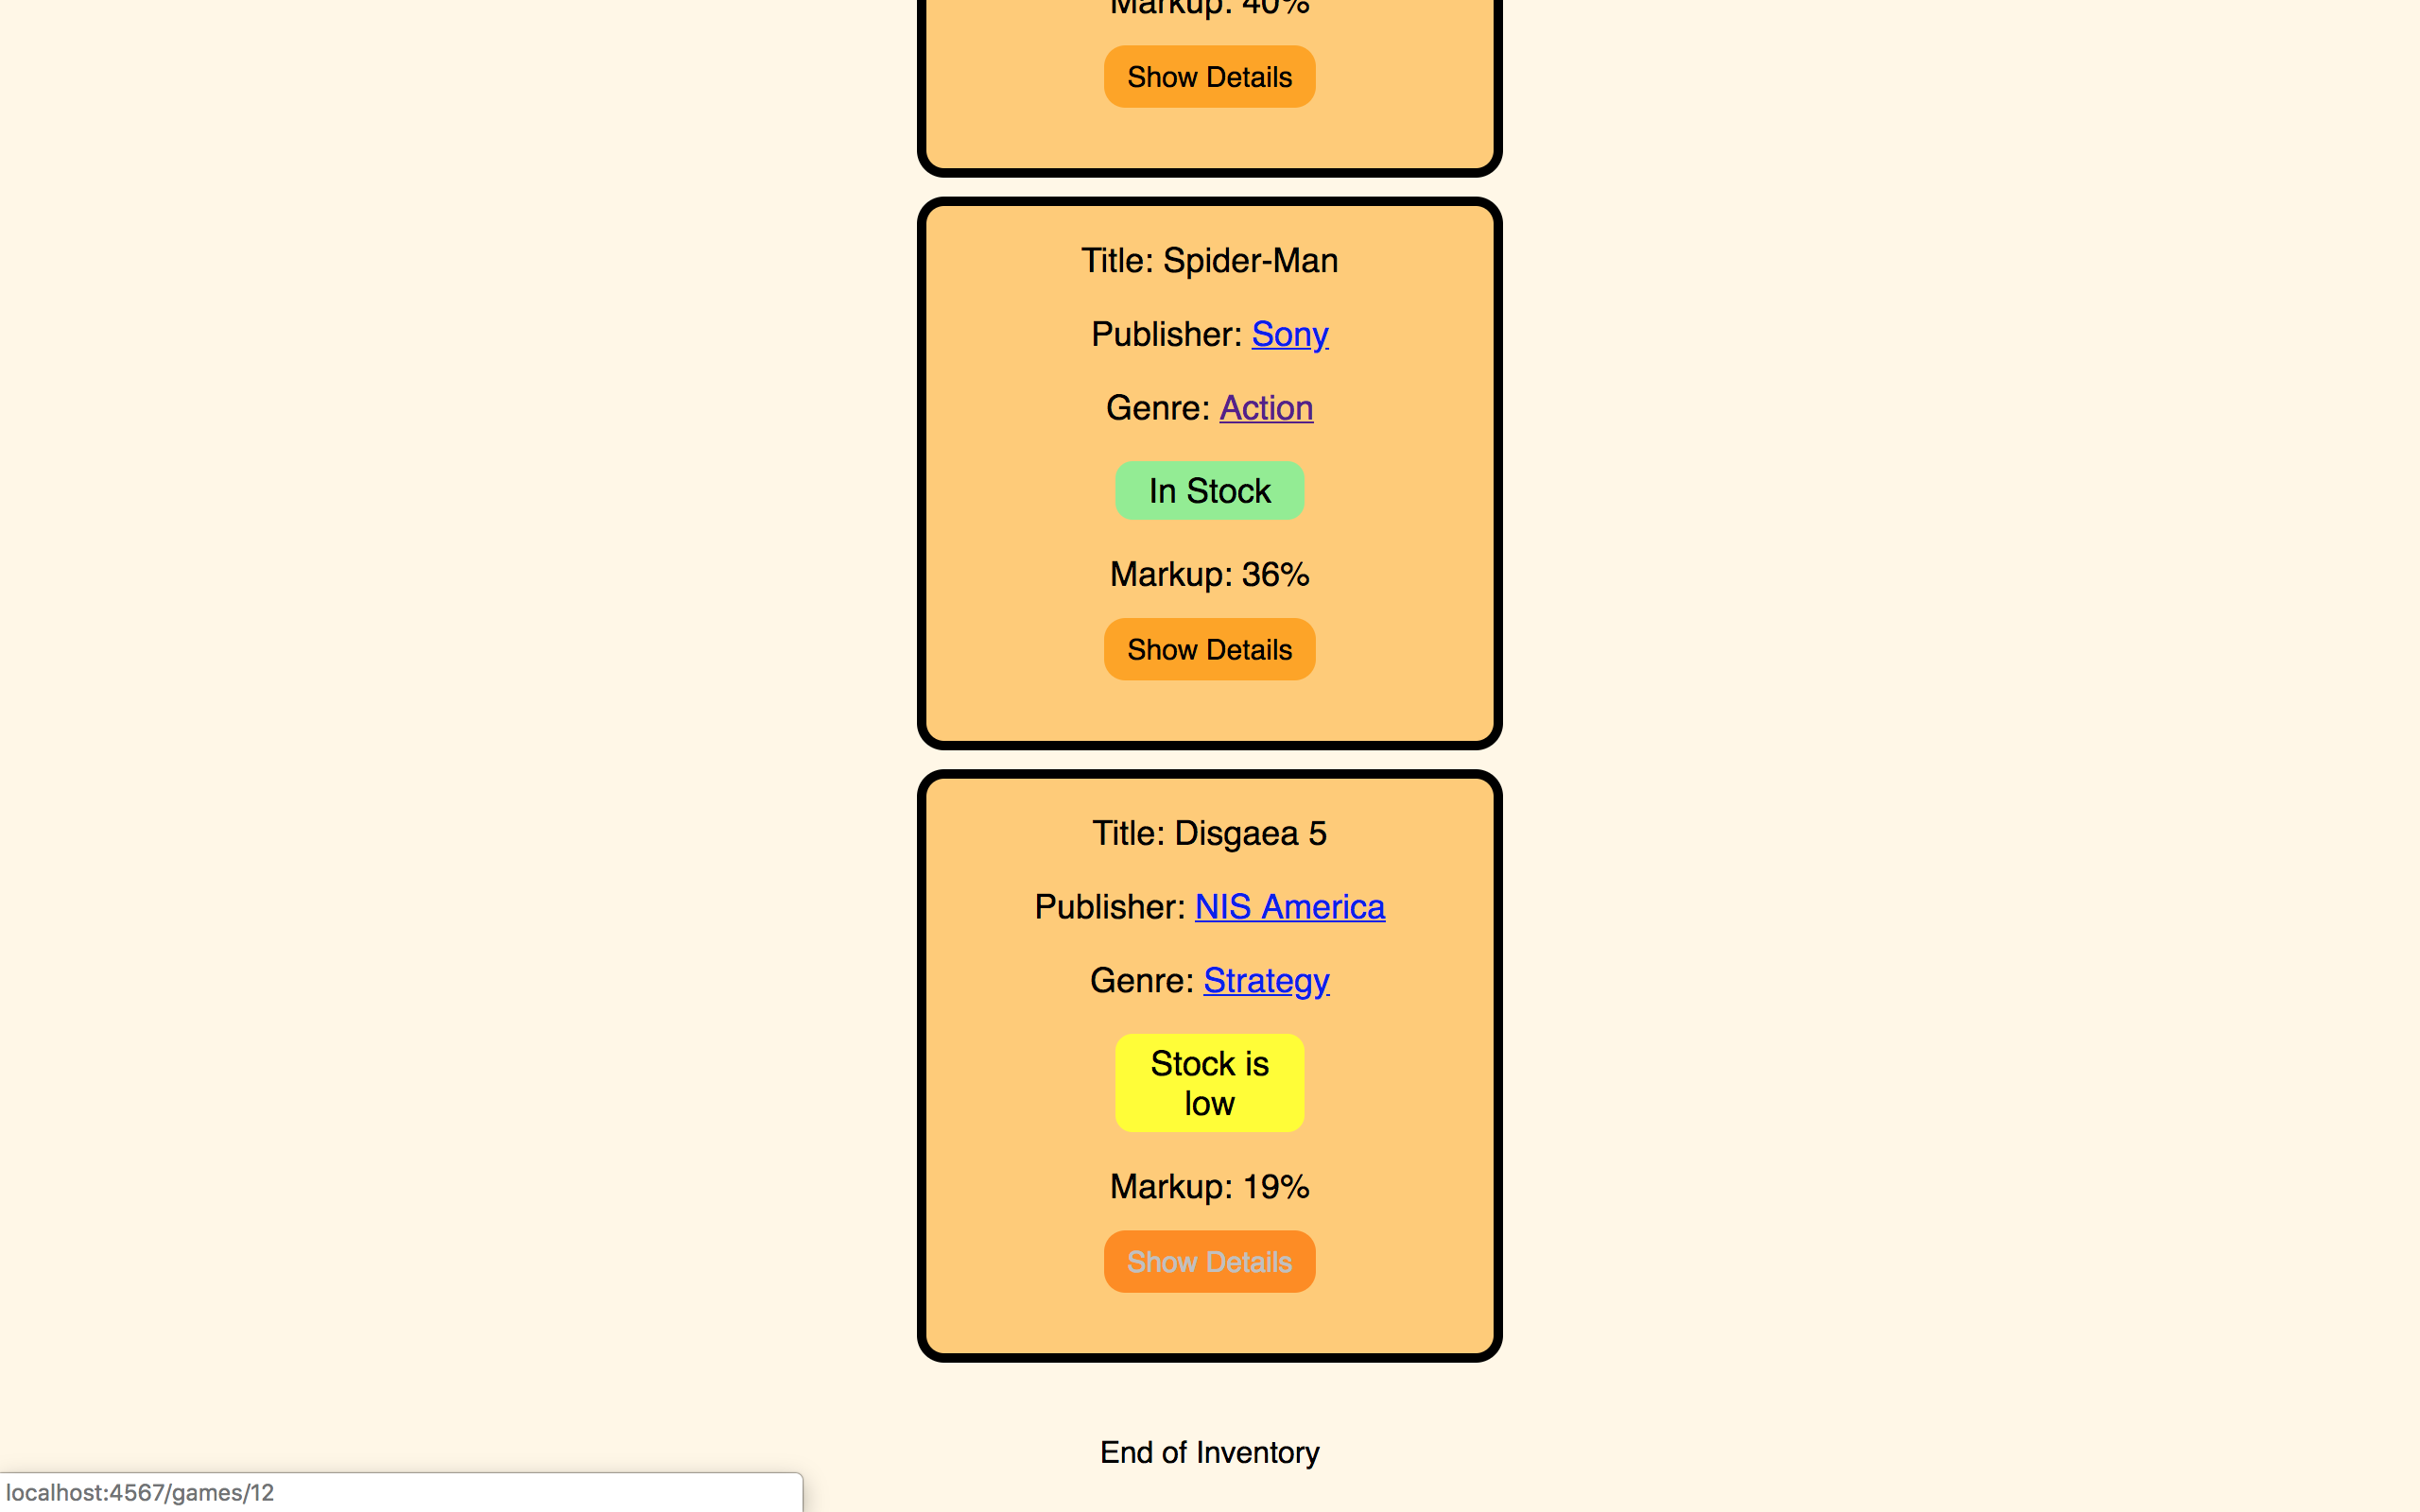 Markup: 40%
Show Details
Title: Spider-Man
Publisher: Sony
Genre: Action
In Stock
Markup: 36%
Show Details
Title: Disgaea 5
Publisher: NIS America
Genre: Strategy
Stock is
low
Markup: 19%
Show Details
End of Inventory
localhost:4567/games/12